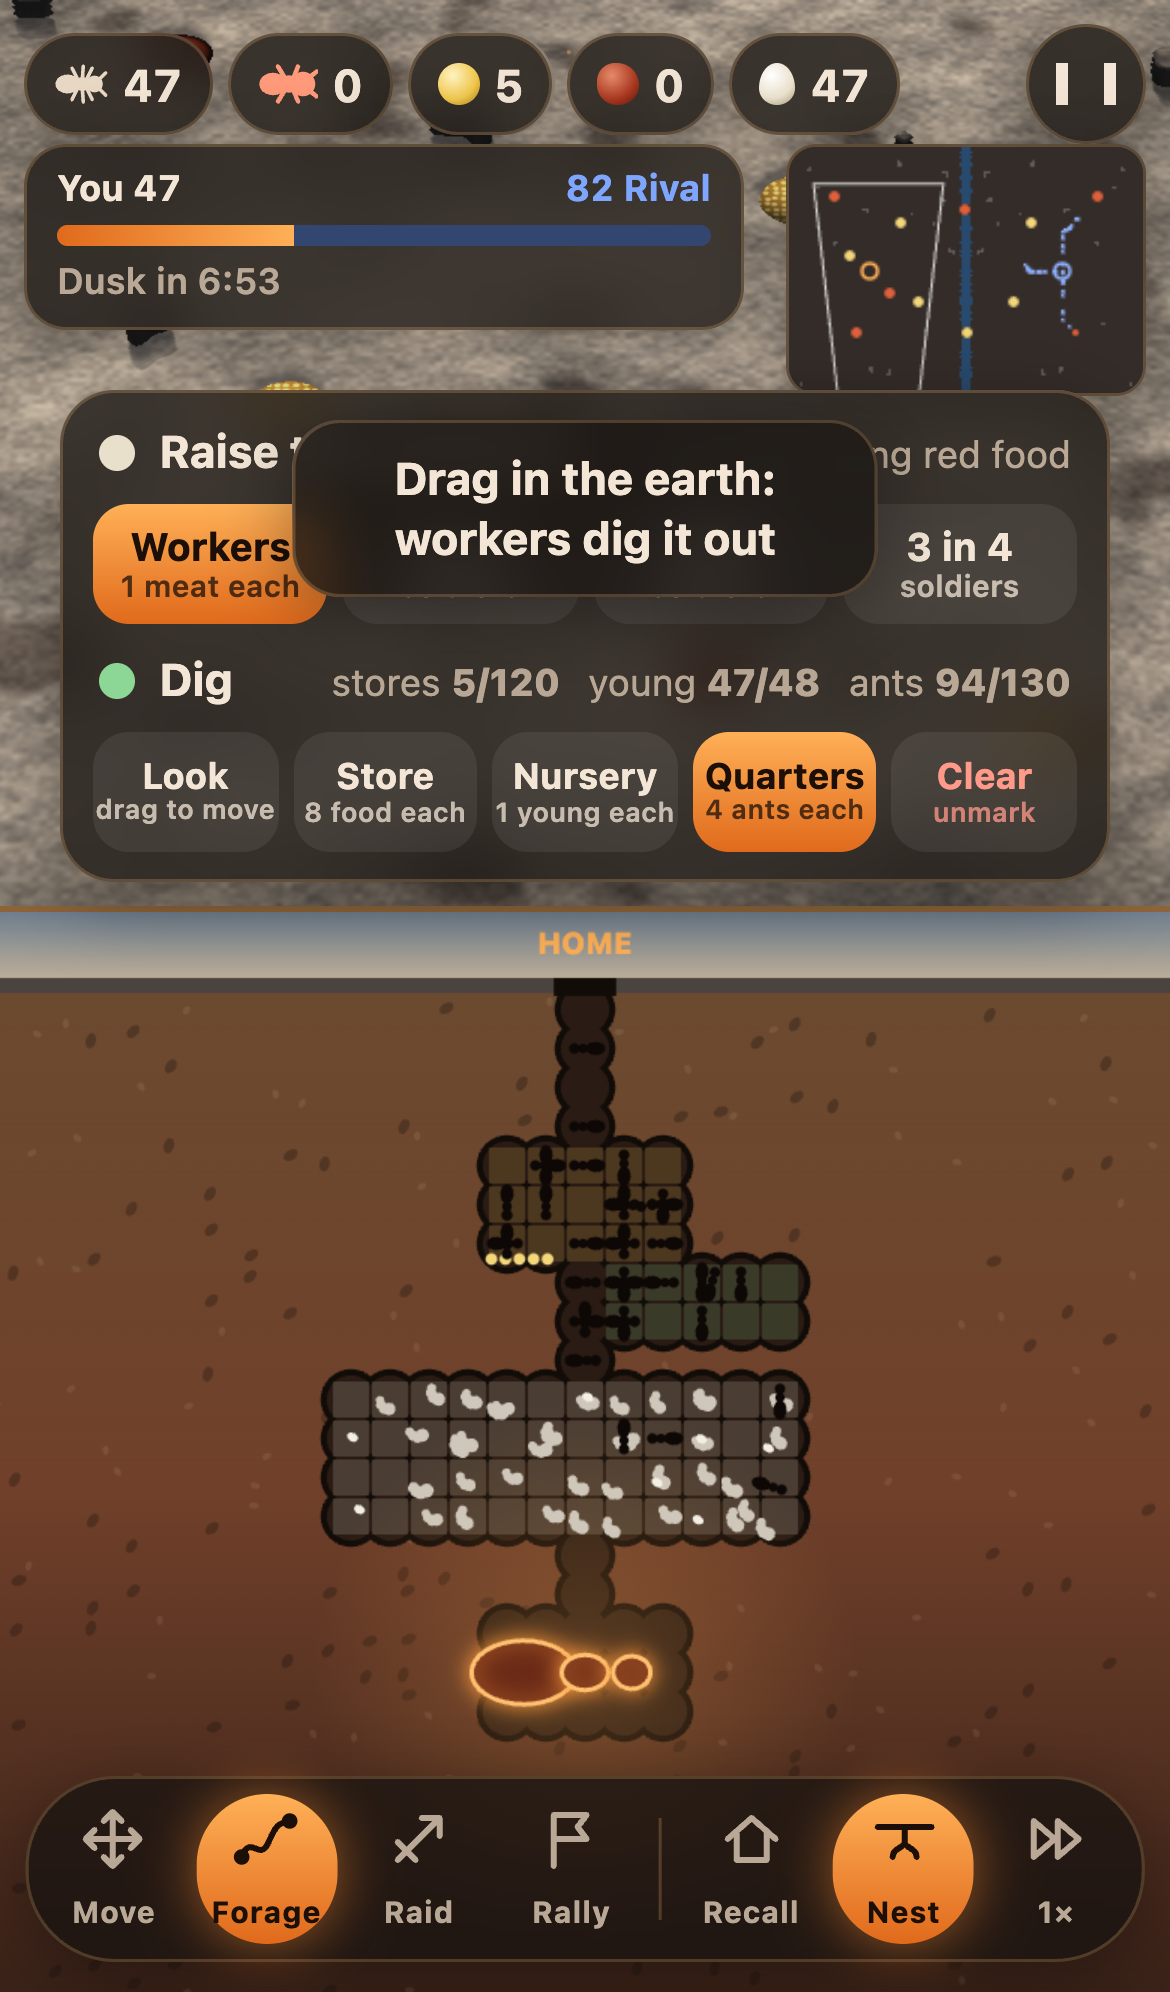 47 0 5 0 47
You 47 82 Rival
Dusk in 6:53
Raise ng red food
Drag in the earth:
workers dig it out
Workers 3 in 4
1 meat each soldiers
Dig stores 5/120 young 47/48 ants 94/130
Look Store Nursery Quarters Clear
drag to move 8 food each 1 young each 4 ants each unmark
HOME
Move Forage Raid Rally Recall Nest 1×